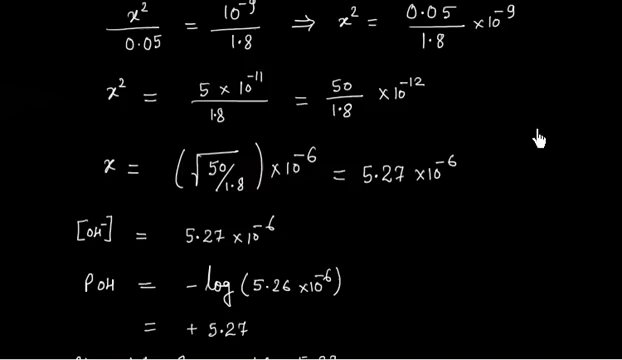 x²/0.05 = 10⁻⁹/1.8 ⇒ x² = 0.05/1.8 × 10⁻⁹
x² = 5 × 10⁻¹¹/1.8 = 50/1.8 × 10⁻¹²
x = (√50/1.8) × 10⁻⁶ = 5.27 × 10⁻⁶
[OH⁻] = 5.27 × 10⁻⁶
POH = - log (5.26 × 10⁻⁶)
= + 5.27